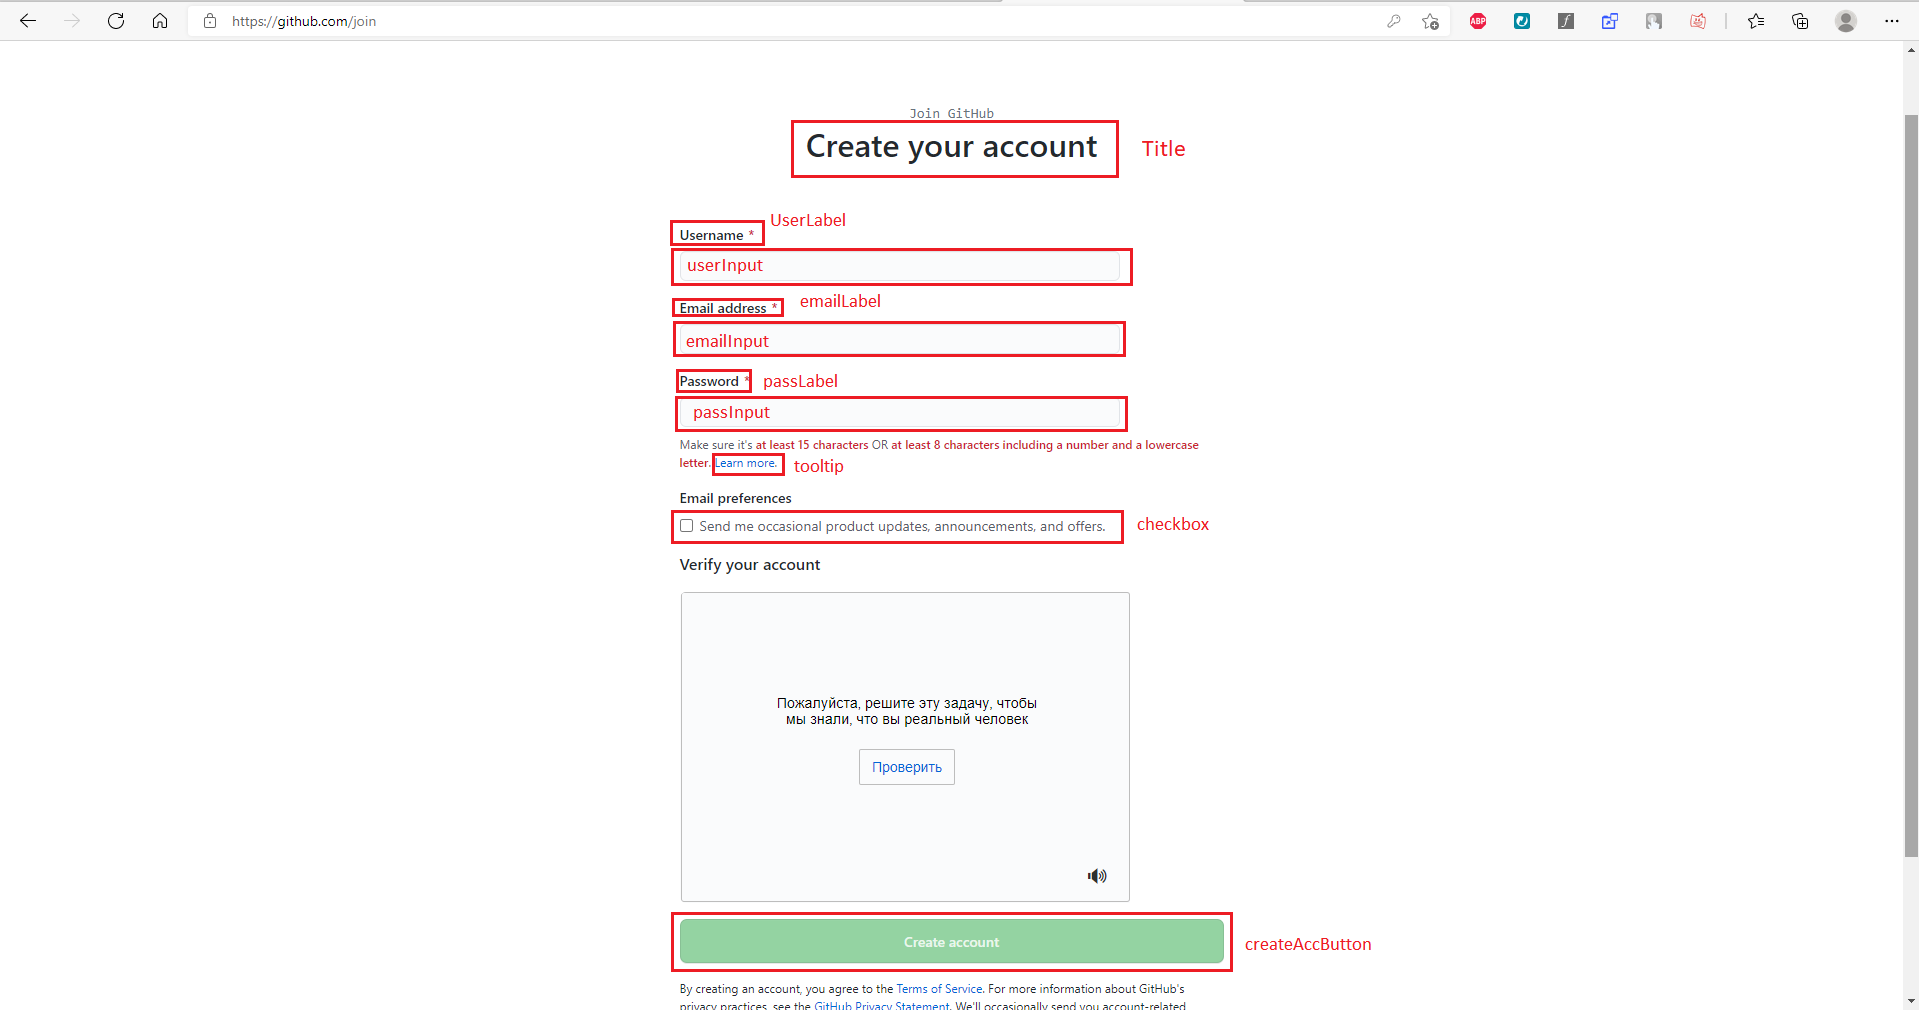 https://github.com/join
ABP
Join GitHub
Create your account
Title
UserLabel
Username *
userInput
emailLabel
Email address *
emailInput
Password *
passLabel
passInput
Make sure it's at least 15 characters OR at least 8 characters including a number and a lowercase
letter. Learn more.
tooltip
Email preferences
Send me occasional product updates, announcements, and offers.
checkbox
Verify your account
Пожалуйста, решите эту задачу, чтобы
мы знали, что вы реальный человек
Проверить
Create account
createAccButton
By creating an account, you agree to the Terms of Service. For more information about GitHub's
privacy practices, see the GitHub Privacy Statement. We'll occasionally send you account-related